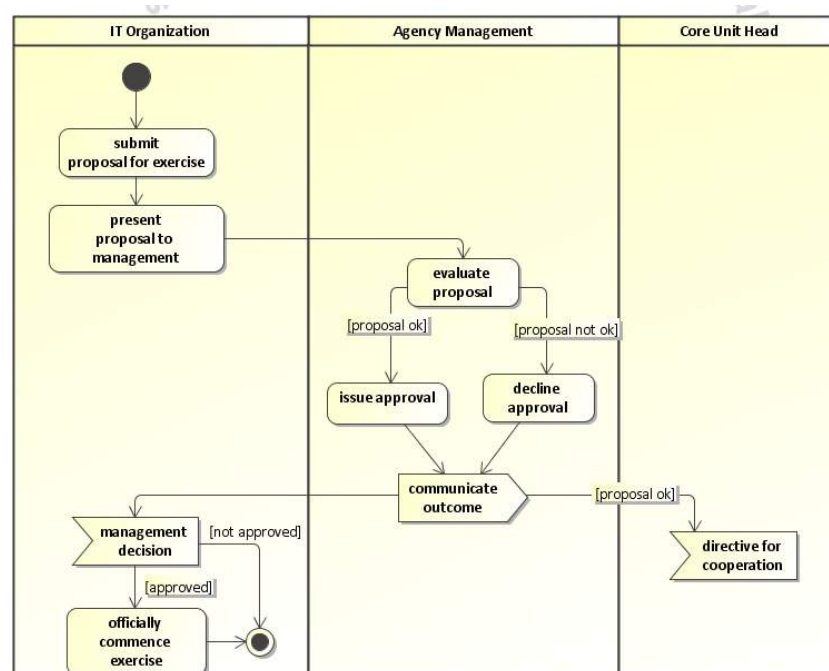 IT Organization
Agency Management
Core Unit Head
submit
proposal for exercise
present
proposal to
management
evaluate
proposal
[proposal ok]
[proposal not ok]
issue approval
decline
approval
communicate
outcome
[proposal ok]
management
decision
[not approved]
directive for
cooperation
[approved]
officially
commence
exercise